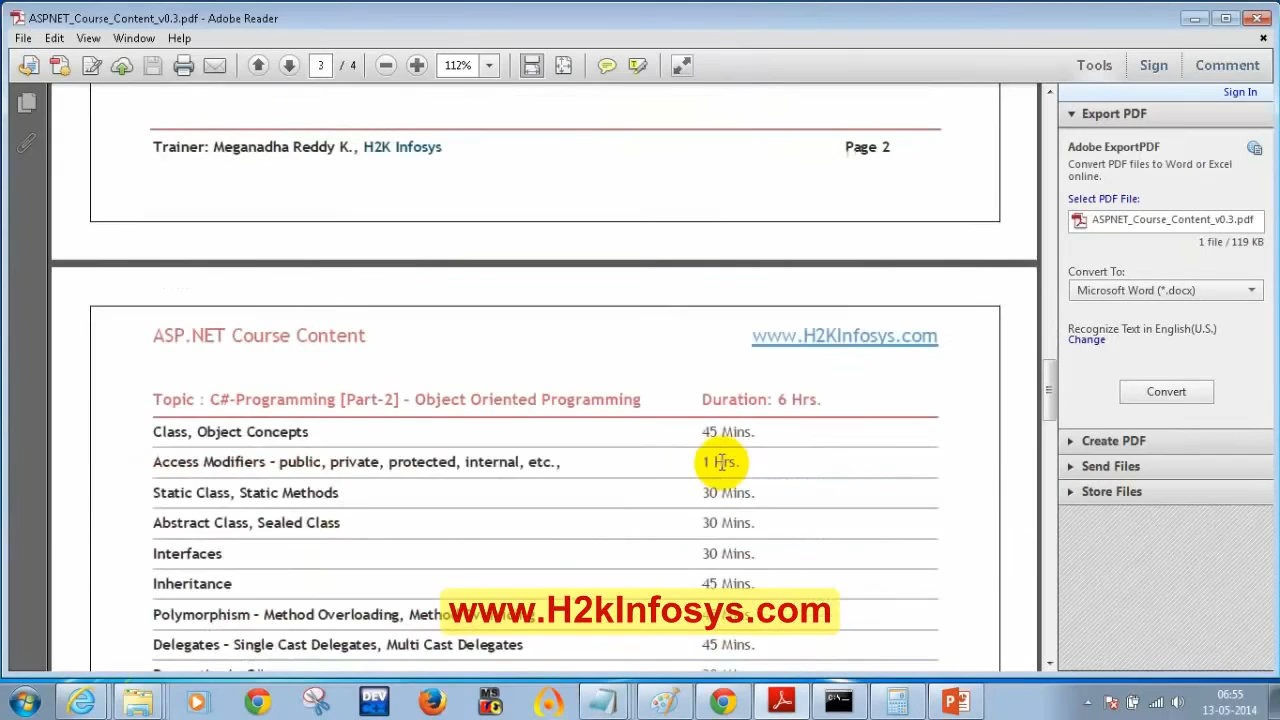 ASPNET_Course_Content_v0.3.pdf - Adobe Reader
File Edit View Window Help
3 / 4 112% Tools Sign Comment
Sign In
Export PDF
Adobe ExportPDF
Convert PDF files to Word or Excel
online.
Select PDF File:
ASPNET_Course_Content_v0.3.pdf
1 file / 119 KB
Convert To:
Microsoft Word (*.docx)
Recognize Text in English(U.S.)
Change
Convert
Create PDF
Send Files
Store Files
Trainer: Meganadha Reddy K., H2K Infosys Page 2
ASP.NET Course Content www.H2KInfosys.com
Topic : C#-Programming [Part-2] - Object Oriented Programming Duration: 6 Hrs.
Class, Object Concepts 45 Mins.
Access Modifiers - public, private, protected, internal, etc., 1 Hrs.
Static Class, Static Methods 30 Mins.
Abstract Class, Sealed Class 30 Mins.
Interfaces 30 Mins.
Inheritance 45 Mins.
Polymorphism - Method Overloading,
www.H2kInfosys.com
Delegates - Single Cast Delegates, Multi Cast Delegates 45 Mins.
DEV
MS
06:55
13-05-2014